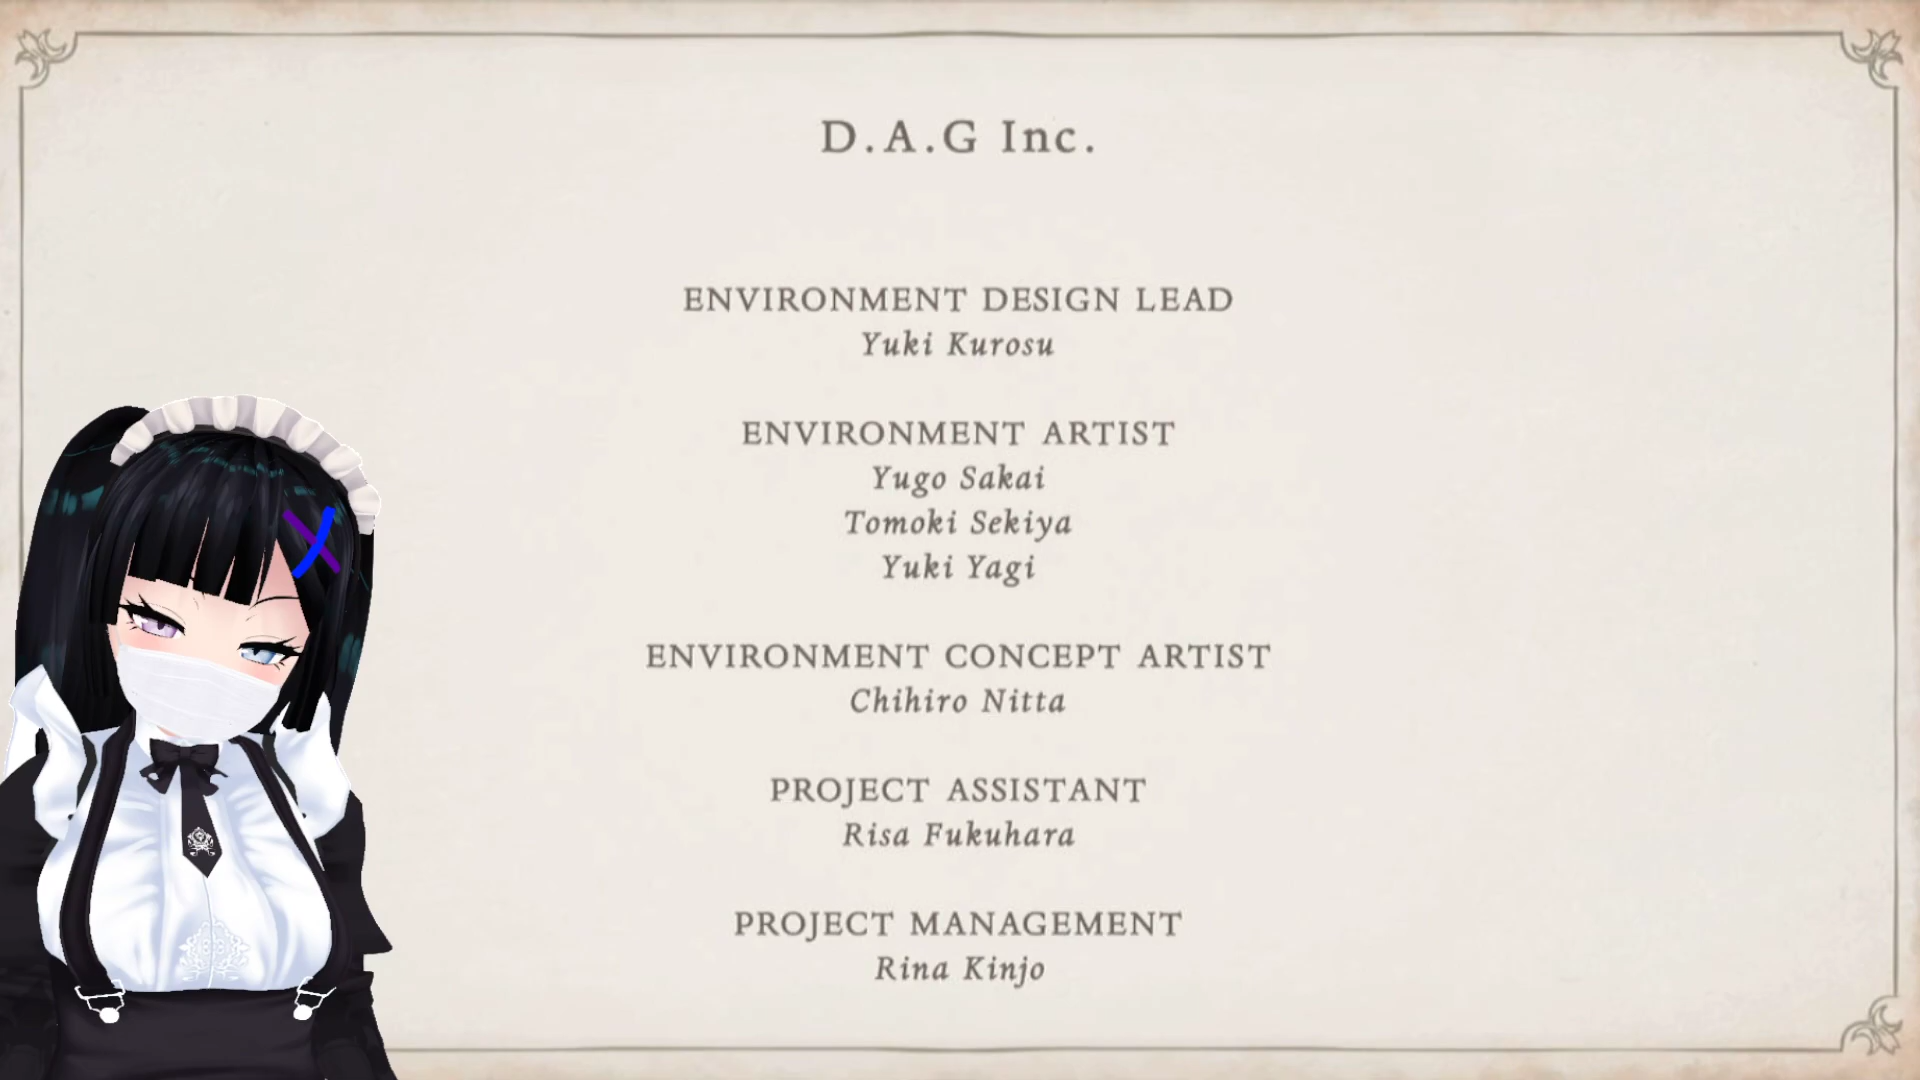 D.A.G Inc.
ENVIRONMENT DESIGN LEAD
Yuki Kurosu
ENVIRONMENT ARTIST
Yugo Sakai
Tomoki Sekiya
Yuki Yagi
ENVIRONMENT CONCEPT ARTIST
Chihiro Nitta
PROJECT ASSISTANT
Risa Fukuhara
PROJECT MANAGEMENT
Rina Kinjo